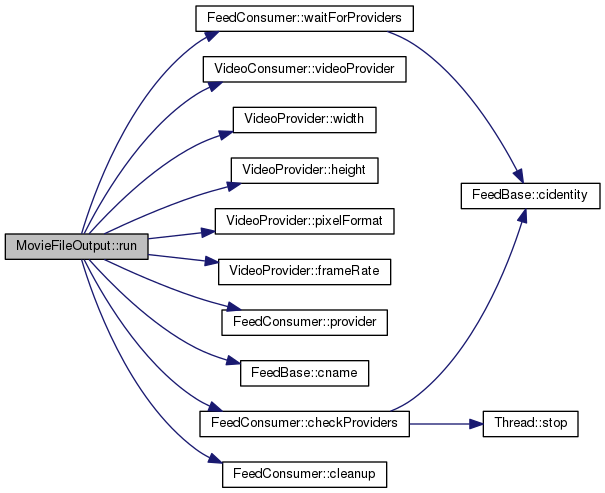 FeedConsumer::waitForProviders
VideoConsumer::videoProvider
VideoProvider::width
VideoProvider::height
FeedBase::cidentity
VideoProvider::pixelFormat
MovieFileOutput::run
VideoProvider::frameRate
FeedConsumer::provider
FeedBase::cname
FeedConsumer::checkProviders
Thread::stop
FeedConsumer::cleanup